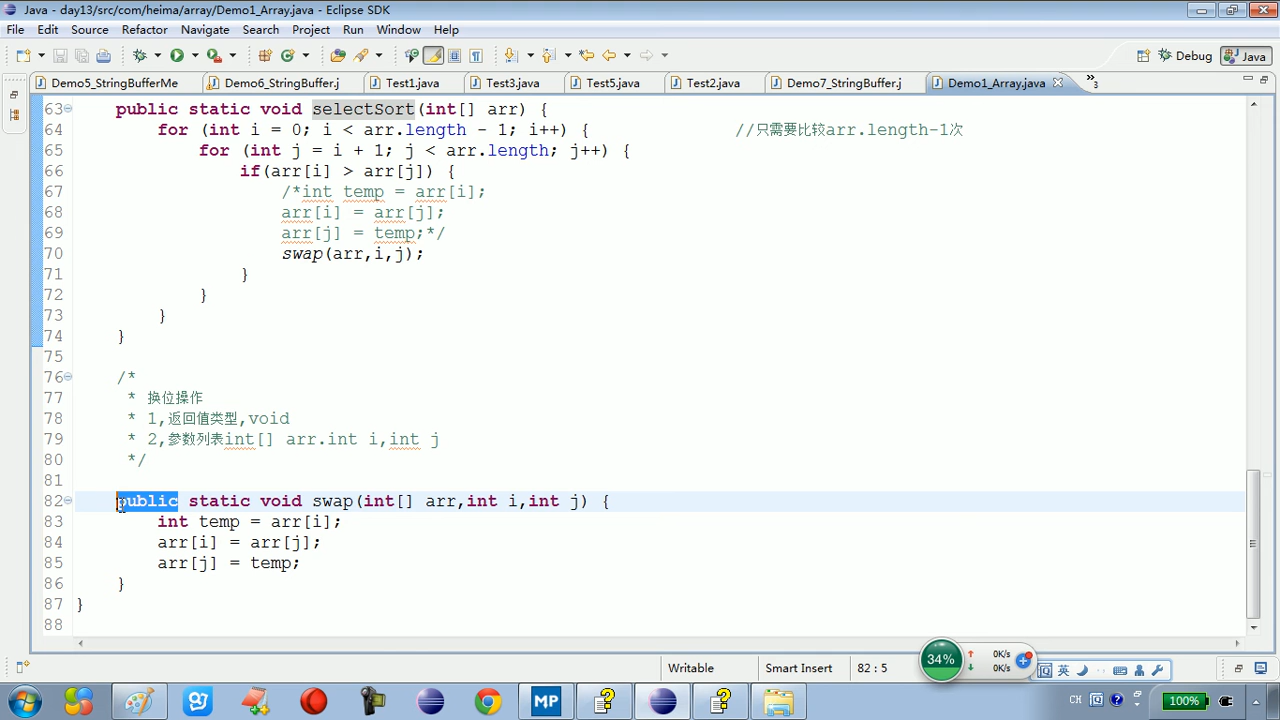 Java - day13/src/com/heima/array/Demo1_Array.java - Eclipse SDK
File Edit Source Refactor Navigate Search Project Run Window Help
Debug Java
Demo5_StringBufferMe Demo6_StringBuffer.j Test1.java Test3.java Test5.java Test2.java Demo7_StringBuffer.j Demo1_Array.java »3
63 public static void selectSort(int[] arr) {
64 for (int i = 0; i < arr.length - 1; i++) { //只需要比较arr.length-1次
65 for (int j = i + 1; j < arr.length; j++) {
66 if(arr[i] > arr[j]) {
67 /*int temp = arr[i];
68 arr[i] = arr[j];
69 arr[j] = temp;*/
70 swap(arr,i,j);
71 }
72 }
73 }
74 }
75
76 /*
77 * 换位操作
78 * 1,返回值类型,void
79 * 2,参数列表int[] arr.int i,int j
80 */
81
82 public static void swap(int[] arr,int i,int j) {
83 int temp = arr[i];
84 arr[i] = arr[j];
85 arr[j] = temp;
86 }
87 }
88
Writable Smart Insert 82 : 5
34% 0K/s
0K/s
英
MP CH 100%